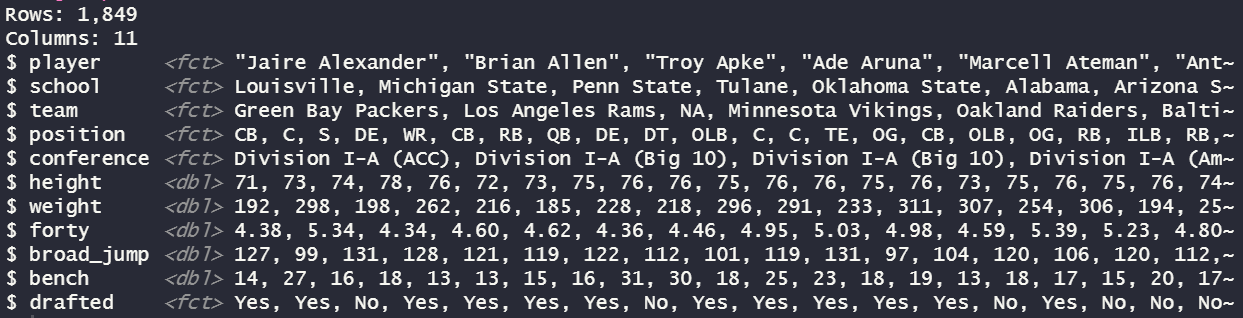 Rows: 1,849
Columns: 11
$ player     <fct> "Jaire Alexander", "Brian Allen", "Troy Apke", "Ade Aruna", "Marcell Ateman", "Ant~
$ school     <fct> Louisville, Michigan State, Penn State, Tulane, Oklahoma State, Alabama, Arizona S~
$ team       <fct> Green Bay Packers, Los Angeles Rams, NA, Minnesota Vikings, Oakland Raiders, Balti~
$ position   <fct> CB, C, S, DE, WR, CB, RB, QB, DE, DT, OLB, C, C, TE, OG, CB, OLB, OG, RB, ILB, RB,~
$ conference <fct> Division I-A (ACC), Division I-A (Big 10), Division I-A (Big 10), Division I-A (Am~
$ height     <dbl> 71, 73, 74, 78, 76, 72, 73, 75, 76, 76, 75, 76, 76, 75, 76, 73, 75, 76, 75, 76, 74~
$ weight     <dbl> 192, 298, 198, 262, 216, 185, 228, 218, 296, 291, 233, 311, 307, 254, 306, 194, 25~
$ forty      <dbl> 4.38, 5.34, 4.34, 4.60, 4.62, 4.36, 4.46, 4.95, 5.03, 4.98, 4.59, 5.39, 5.23, 4.80~
$ broad_jump <dbl> 127, 99, 131, 128, 121, 119, 122, 112, 101, 119, 131, 97, 104, 120, 106, 120, 112,~
$ bench      <dbl> 14, 27, 16, 18, 13, 13, 15, 16, 31, 30, 18, 25, 23, 18, 19, 13, 18, 17, 15, 20, 17~
$ drafted    <fct> Yes, Yes, No, Yes, Yes, Yes, Yes, No, Yes, Yes, Yes, Yes, Yes, No, Yes, No, No, No~